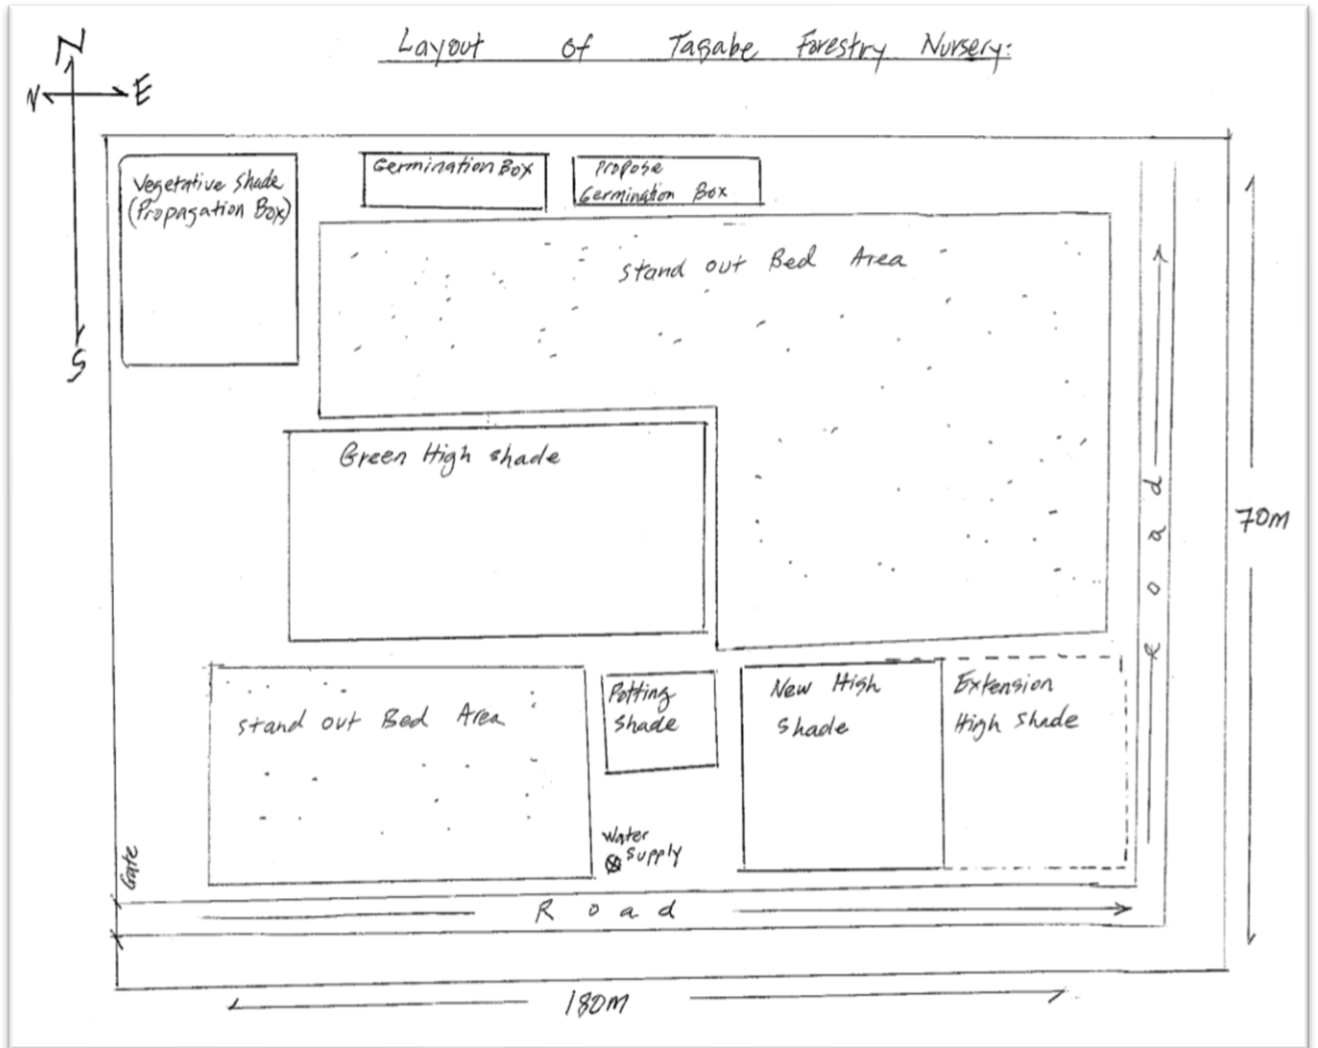 Layout of Tagabe Forestry Nursery:
N
W E
S
Vegetative Shade
(Propagation Box)
Germination Box
Propose
Germination Box
Stand out Bed Area
Green High shade
Road
70m
Stand out Bed Area
Potting
Shade
New High
Shade
Extension
High Shade
Water
Supply
Gate
Road
180m